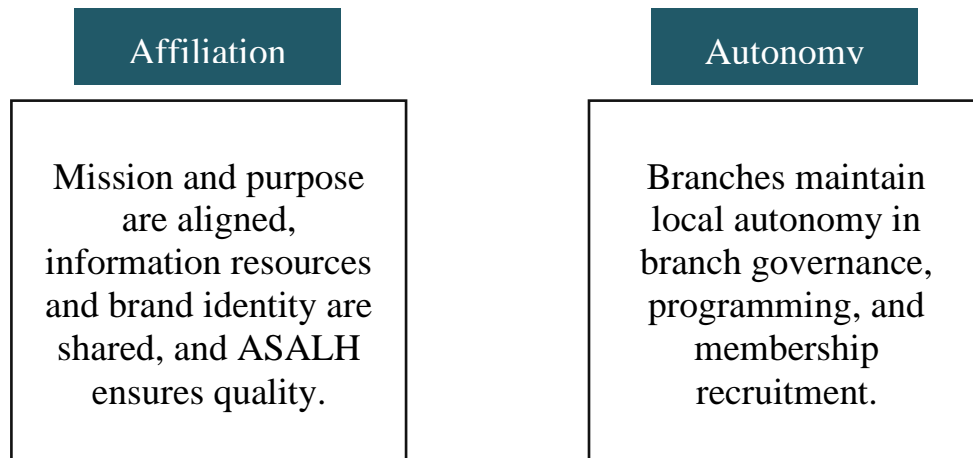 Affiliation
Mission and purpose
are aligned,
information resources
and brand identity are
shared, and ASALH
ensures quality.
Autonomy
Branches maintain
local autonomy in
branch governance,
programming, and
membership
recruitment.